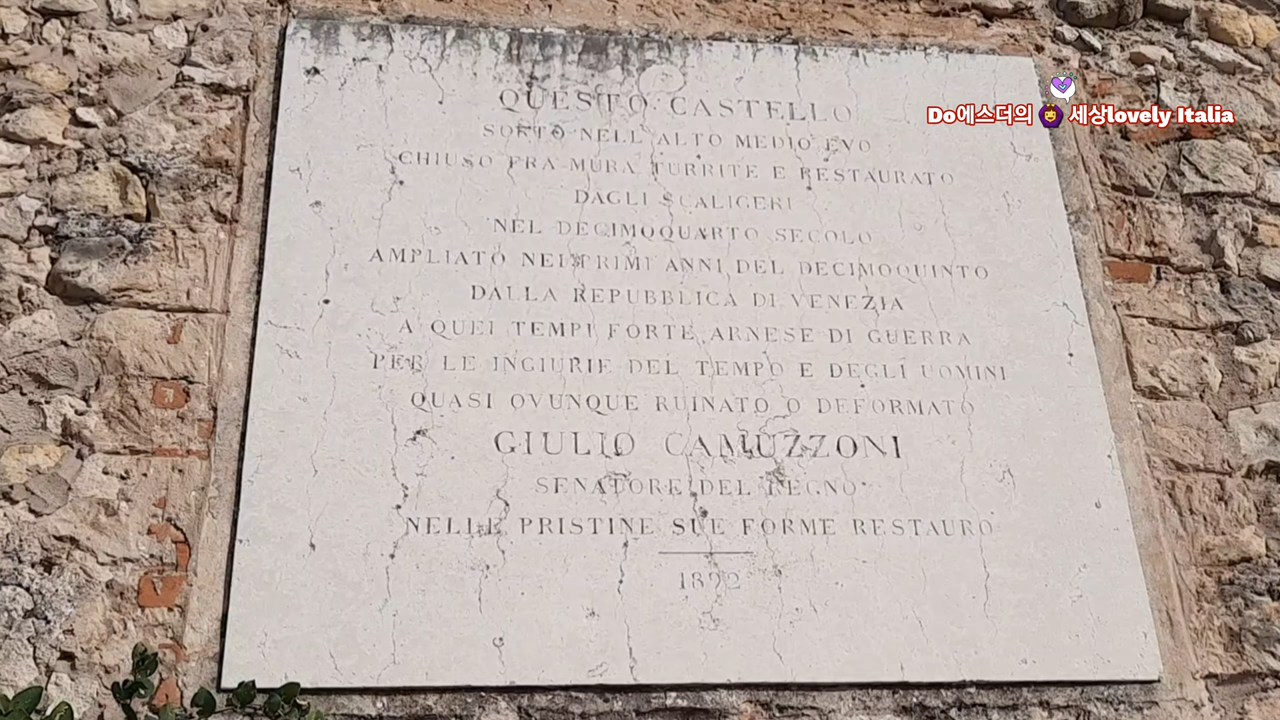 Do에스더의 세상lovely Italia
QUESTO CASTELLO
SORTO NELL'ALTO MEDIO EVO
CHIUSO FRA MURA TURRITE E RESTAURATO
DAGLI SCALIGERI
NEL DECIMOQUARTO SECOLO
AMPLIATO NEI PRIMI ANNI DEL DECIMOQUINTO
DALLA REPUBBLICA DI VENEZIA
A QUEI TEMPI FORTE ARNESE DI GUERRA
PER LE INGIURIE DEL TEMPO E DEGLI UOMINI
QUASI OVUNQUE RUINATO O DEFORMATO
GIULIO CAMUZZONI
SENATORE DEL REGNO
NELLE PRISTINE SUE FORME RESTAURO